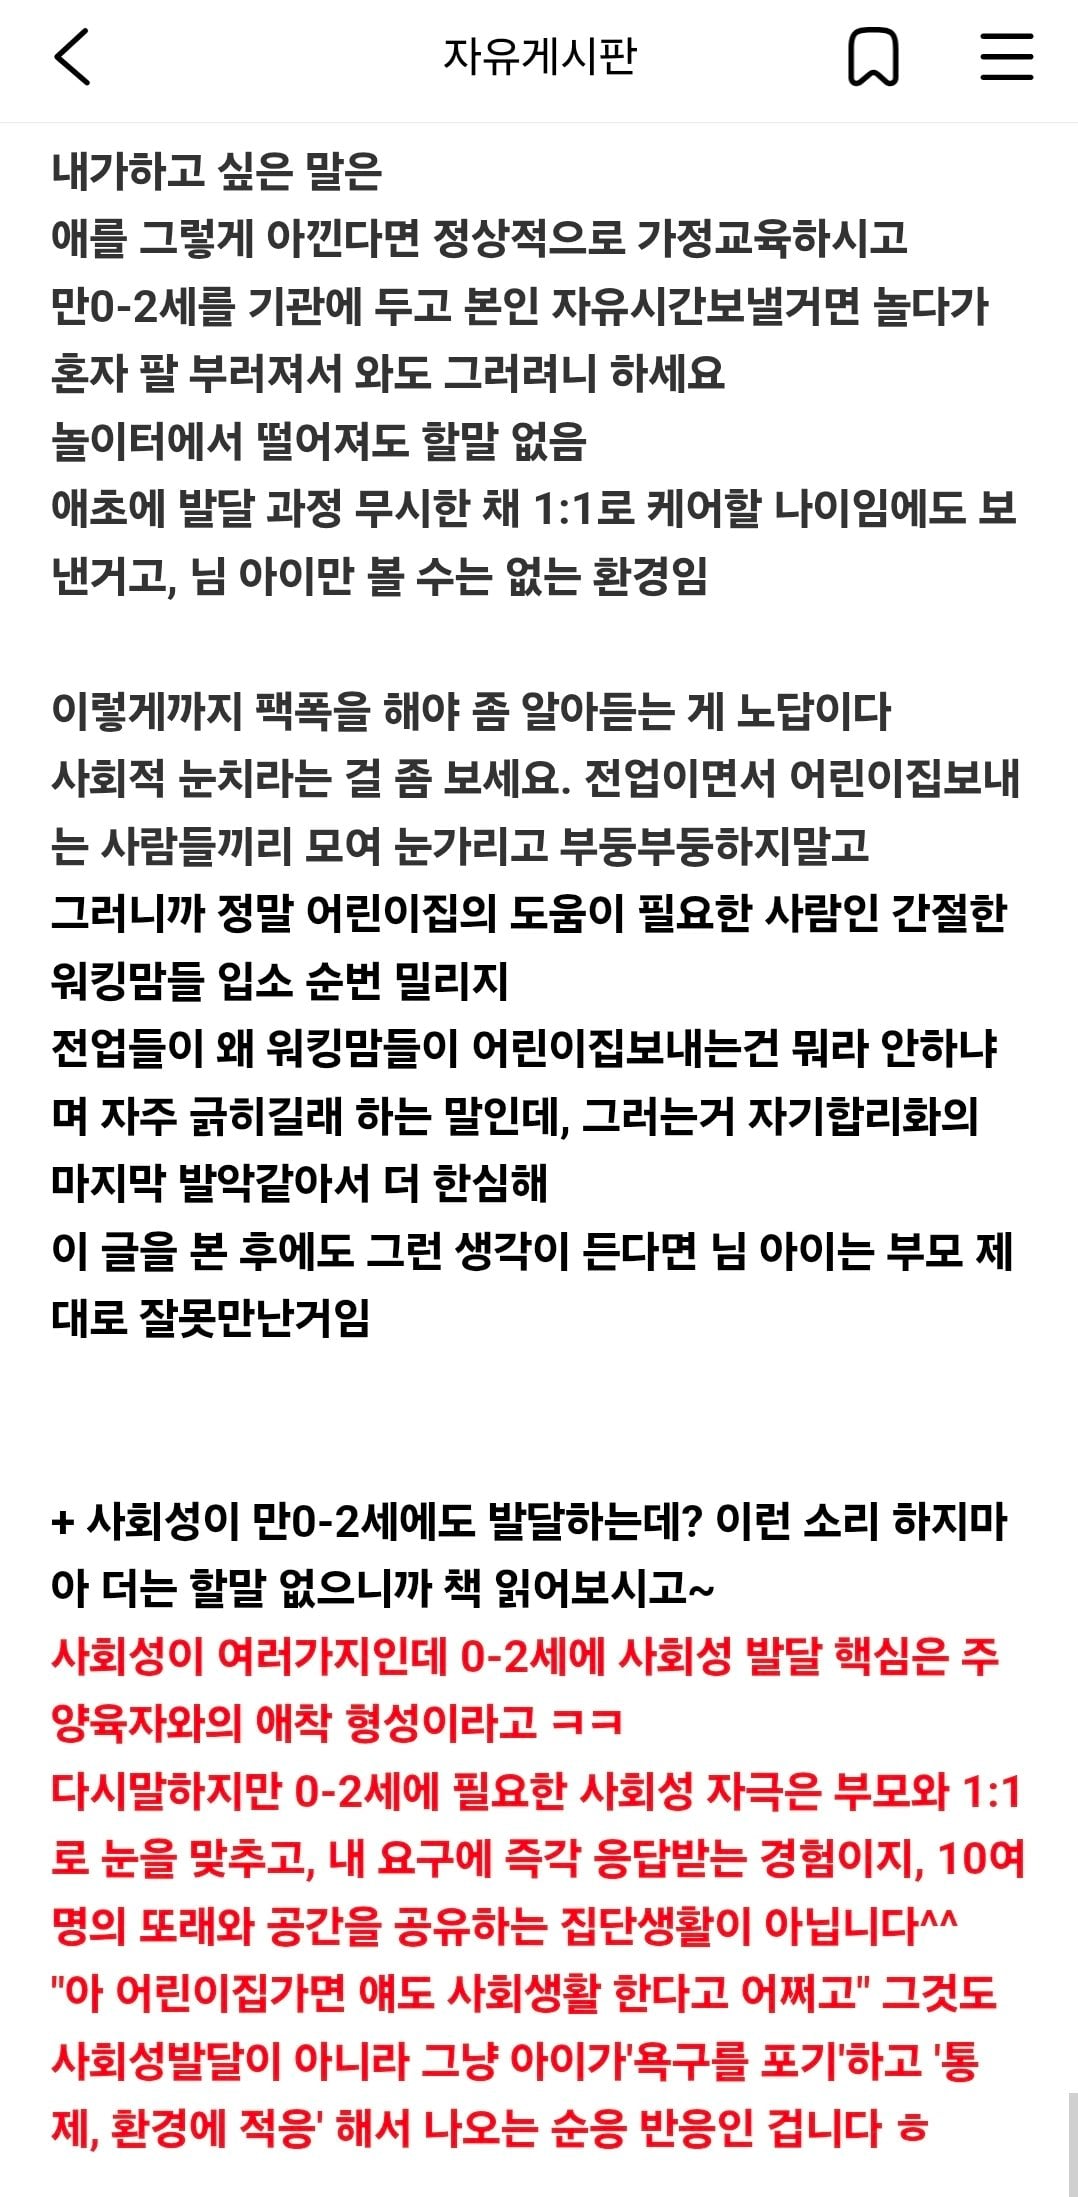 자유게시판
내가하고 싶은 말은
애를 그렇게 아낀다면 정상적으로 가정교육하시고
만0-2세를 기관에 두고 본인 자유시간보낼거면 놀다가
혼자 팔 부러져서 와도 그러려니 하세요
놀이터에서 떨어져도 할말 없음
애초에 발달 과정 무시한 채 1:1로 케어할 나이임에도 보
낸거고, 님 아이만 볼 수는 없는 환경임
이렇게까지 팩폭을 해야 좀 알아듣는 게 노답이다
사회적 눈치라는 걸 좀 보세요. 전업이면서 어린이집보내
는 사람들끼리 모여 눈가리고 부둥부둥하지말고
그러니까 정말 어린이집의 도움이 필요한 사람인 간절한
워킹맘들 입소 순번 밀리지
전업들이 왜 워킹맘들이 어린이집보내는건 뭐라 안하냐
며 자주 긁히길래 하는 말인데, 그러는거 자기합리화의
마지막 발악같아서 더 한심해
이 글을 본 후에도 그런 생각이 든다면 님 아이는 부모 제
대로 잘못만난거임
+ 사회성이 만0-2세에도 발달하는데? 이런 소리 하지마
아 더는 할말 없으니까 책 읽어보시고~
사회성이 여러가지인데 0-2세에 사회성 발달 핵심은 주
양육자와의 애착 형성이라고 ㅋㅋ
다시말하지만 0-2세에 필요한 사회성 자극은 부모와 1:1
로 눈을 맞추고, 내 요구에 즉각 응답받는 경험이지, 10여
명의 또래와 공간을 공유하는 집단생활이 아닙니다^^
"아 어린이집가면 얘도 사회생활 한다고 어쩌고" 그것도
사회성발달이 아니라 그냥 아이가'욕구를 포기'하고 '통
제, 환경에 적응' 해서 나오는 순응 반응인 겁니다 ㅎ